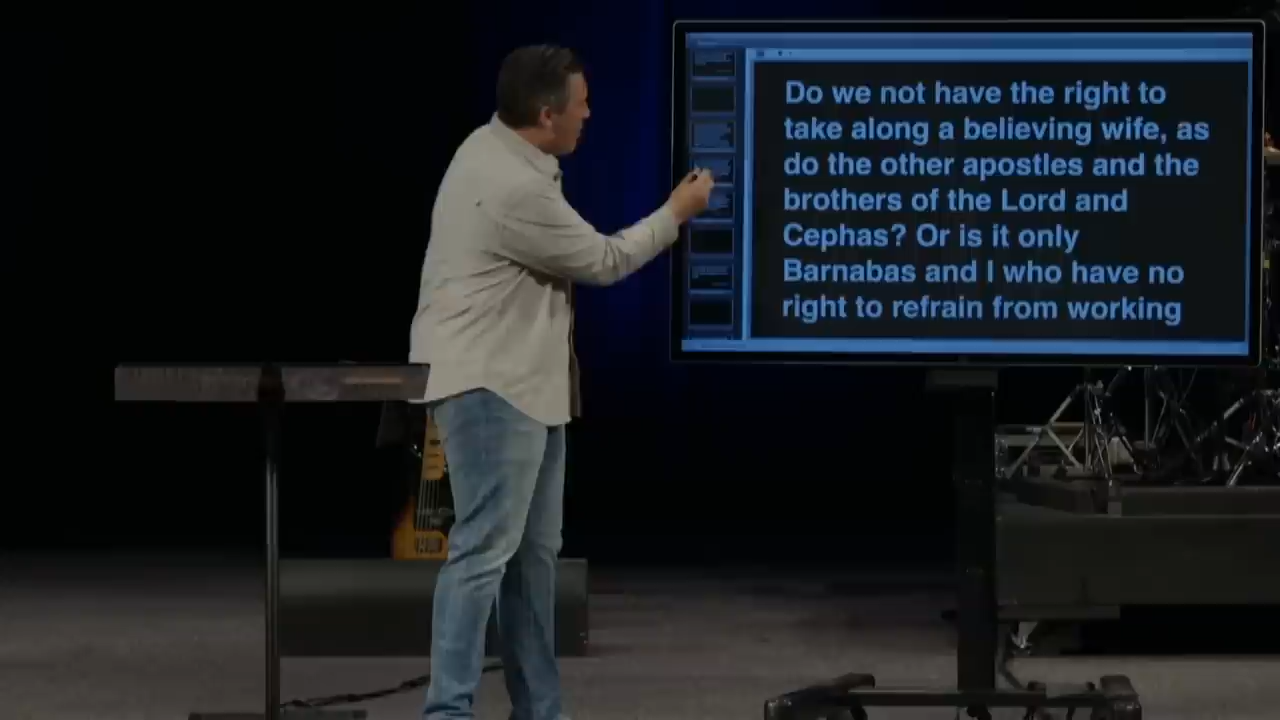 Do we not have the right to
take along a believing wife, as
do the other apostles and the
brothers of the Lord and
Cephas? Or is it only
Barnabas and I who have no
right to refrain from working